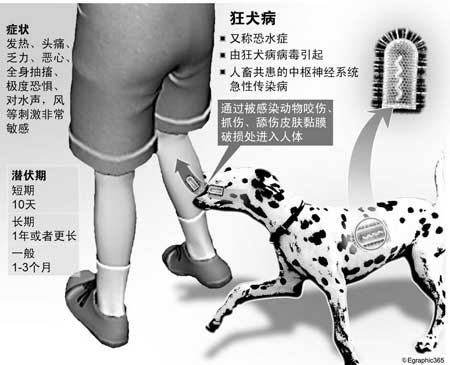 症状
发热、头痛、
乏力、恶心、
全身抽搐、
极度恐惧、
对水声，风
等刺激非常
敏感
潜伏期
短期
10天
长期
1年或者更长
一般
1-3个月
狂犬病
又称恐水症
由狂犬病病毒引起
人畜共患的中枢神经系统
急性传染病
通过被感染动物咬伤、
抓伤、舔伤皮肤黏膜
破损处进入人体
©Egraphic365